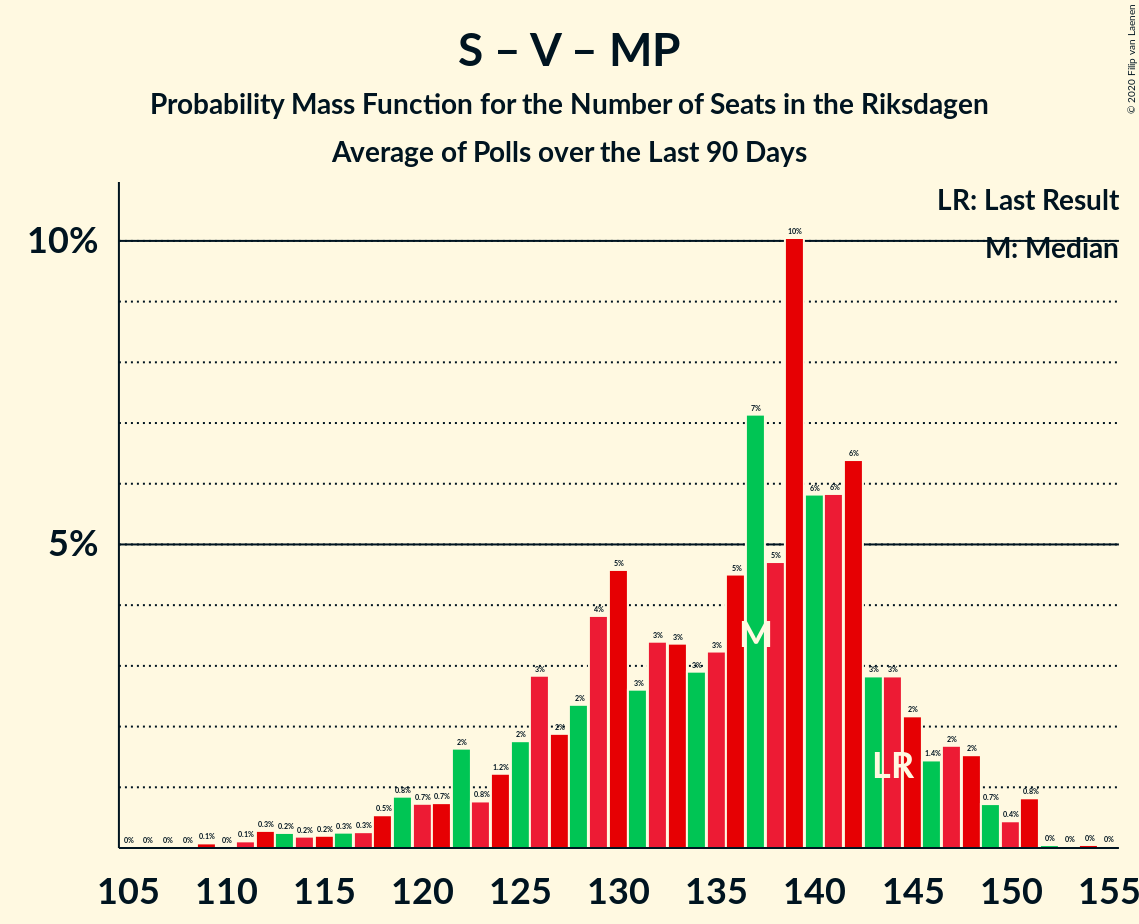 S – V – MP
Probability Mass Function for the Number of Seats in the Riksdagen
Average of Polls over the Last 90 Days
© 2020 Filip van Laenen
LR: Last Result
M: Median
10%
5%
0% 0% 0% 0% 0.1% 0% 0.1% 0.3% 0.2% 0.2% 0.2% 0.3% 0.3% 0.5% 0.8% 0.7% 0.7% 2% 0.8% 1.2% 2% 3% 2% 2% 4% 5% 3% 3% 3% 3% 3% 5% 7% 5% 10% 6% 6% 6% 3% 3% 2% 1.4% 2% 2% 0.7% 0.4% 0.8% 0% 0% 0% 0%
M
LR
105 110 115 120 125 130 135 140 145 150 155